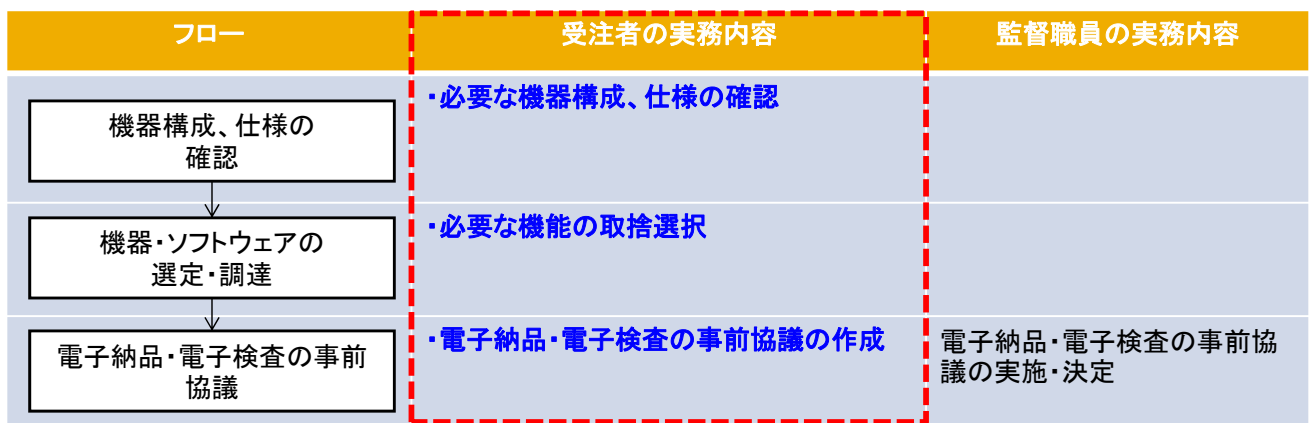 フロー
受注者の実務内容
監督職員の実務内容
機器構成、仕様の
確認
・必要な機器構成、仕様の確認
機器・ソフトウェアの
選定・調達
・必要な機能の取捨選択
電子納品・電子検査の事前
協議
・電子納品・電子検査の事前協議の作成
電子納品・電子検査の事前協
議の実施・決定